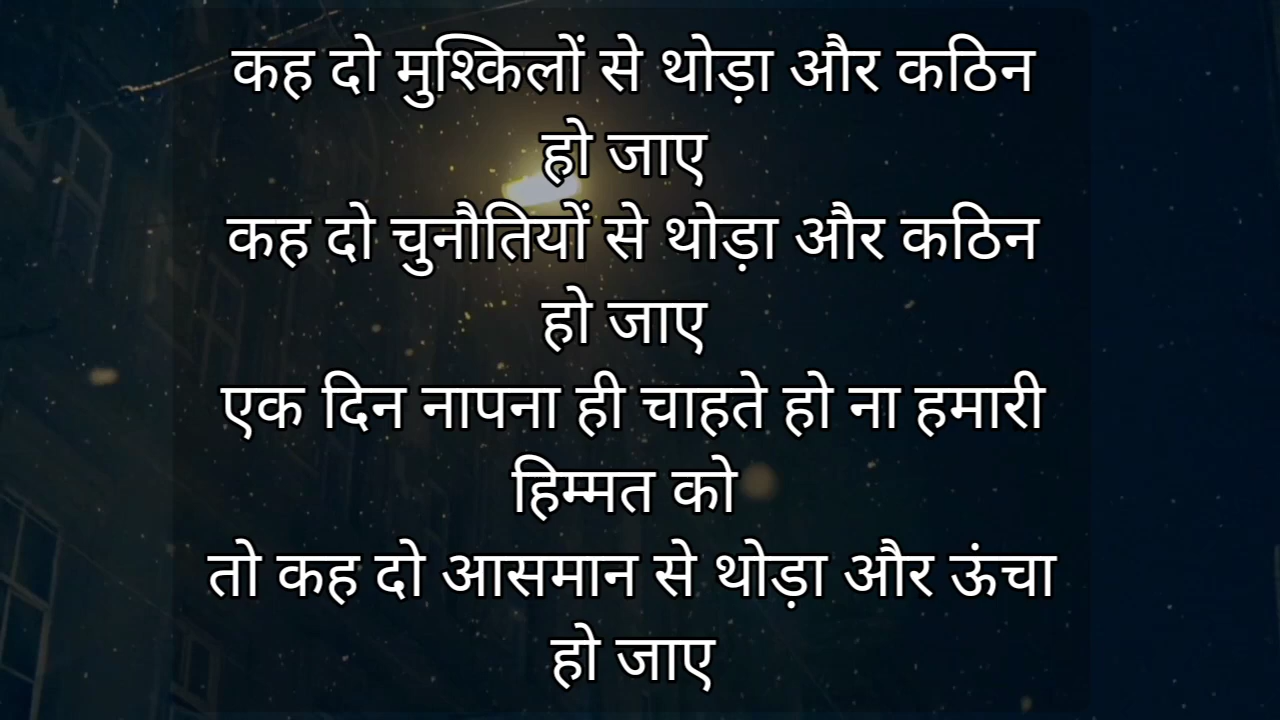 कह दो मुश्किलों से थोड़ा और कठिन
हो जाए
कह दो चुनौतियों से थोड़ा और कठिन
हो जाए
एक दिन नापना ही चाहते हो ना हमारी
हिम्मत को
तो कह दो आसमान से थोड़ा और ऊंचा
हो जाए